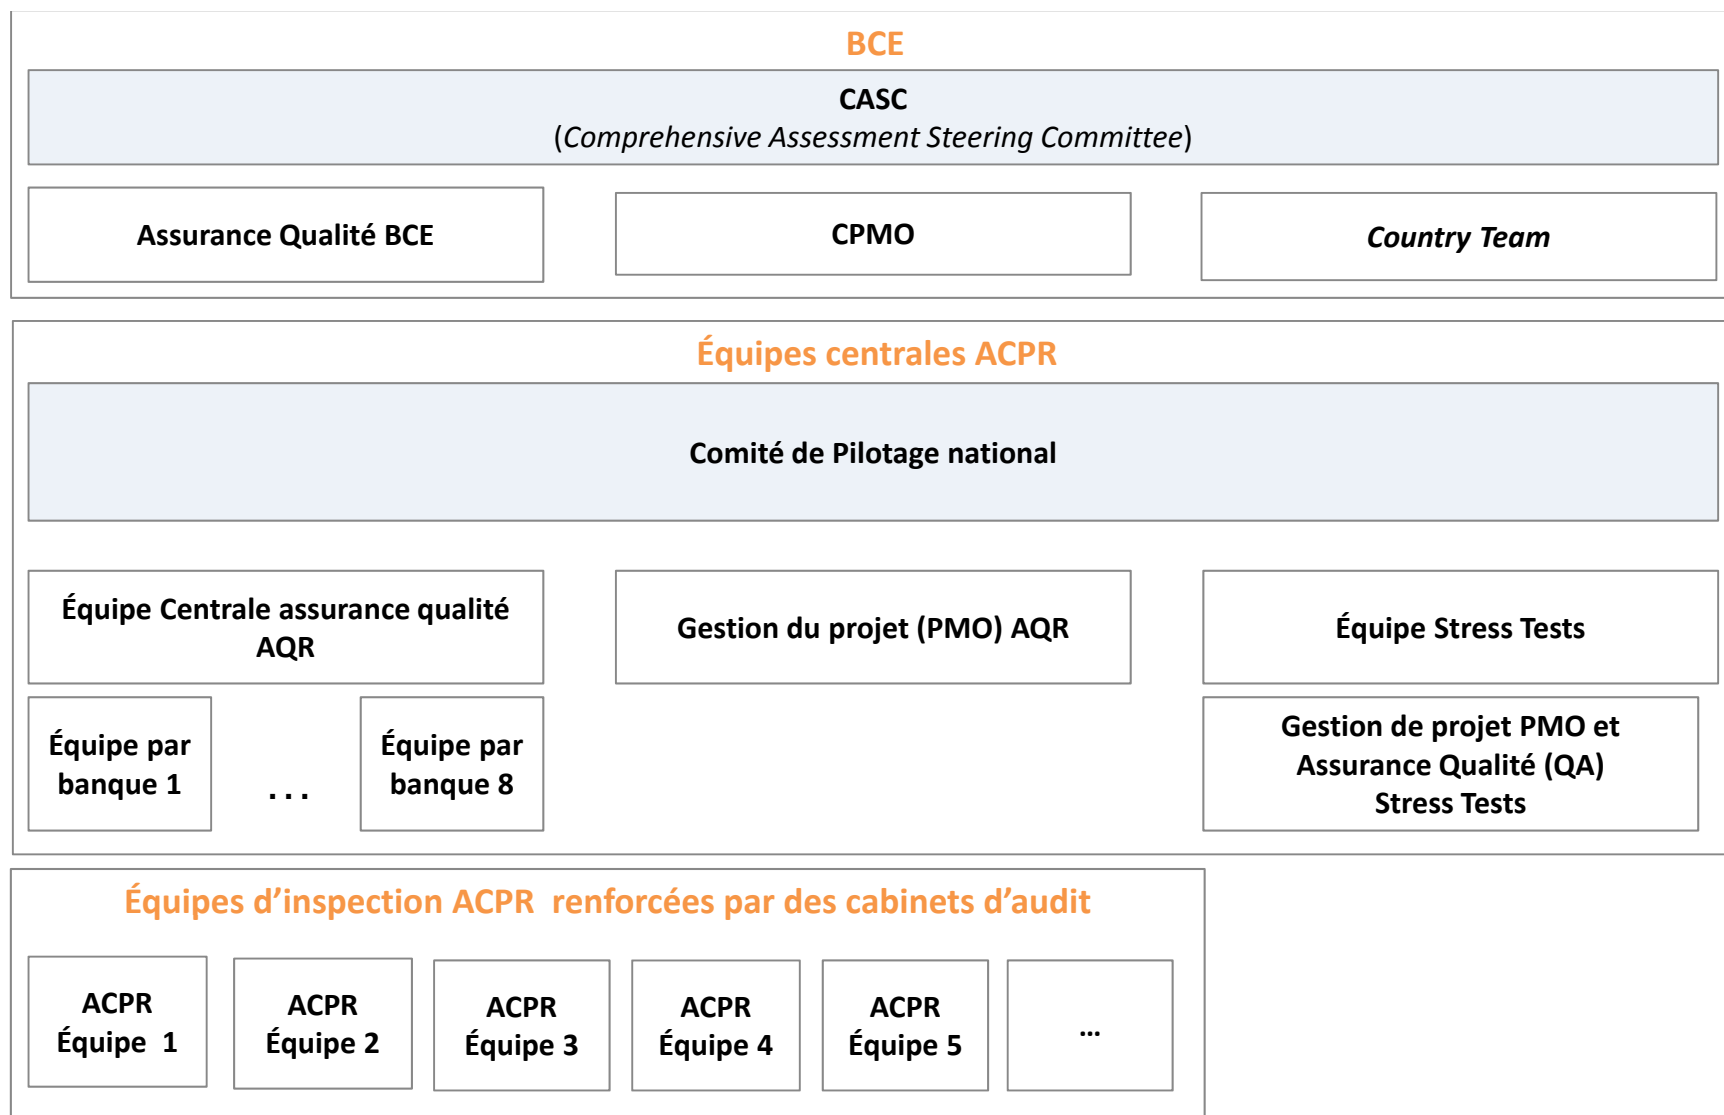 BCE
CASC
(Comprehensive Assessment Steering Committee)
Assurance Qualité BCE
CPMO
Country Team
Équipes centrales ACPR
Comité de Pilotage national
Équipe Centrale assurance qualité
AQR
Gestion du projet (PMO) AQR
Équipe Stress Tests
Équipe par
banque 1
...
Équipe par
banque 8
Gestion de projet PMO et
Assurance Qualité (QA)
Stress Tests
Équipes d’inspection ACPR  renforcées par des cabinets d’audit
ACPR
Équipe  1
ACPR
Équipe 2
ACPR
Équipe 3
ACPR
Équipe 4
ACPR
Équipe 5
...